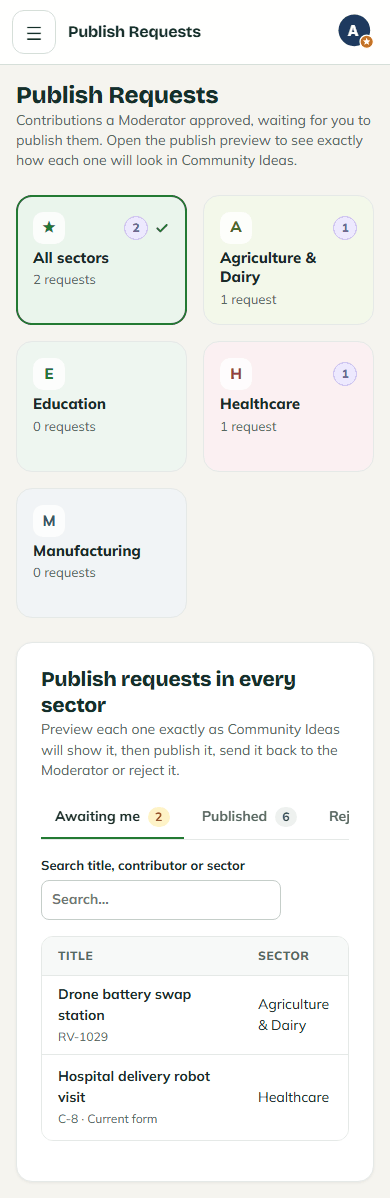 Publish Requests
A
Publish Requests
Contributions a Moderator approved, waiting for you to
publish them. Open the publish preview to see exactly
how each one will look in Community Ideas.
2
All sectors
2 requests
A
1
Agriculture &
Dairy
1 request
E
Education
0 requests
H
1
Healthcare
1 request
M
Manufacturing
0 requests
Publish requests in every
sector
Preview each one exactly as Community Ideas
will show it, then publish it, send it back to the
Moderator or reject it.
Awaiting me 2 Published 6 Rej
Search title, contributor or sector
Search...
TITLE SECTOR
Drone battery swap
station
RV-1029
Agriculture
& Dairy
Hospital delivery robot
visit
C-8 · Current form
Healthcare